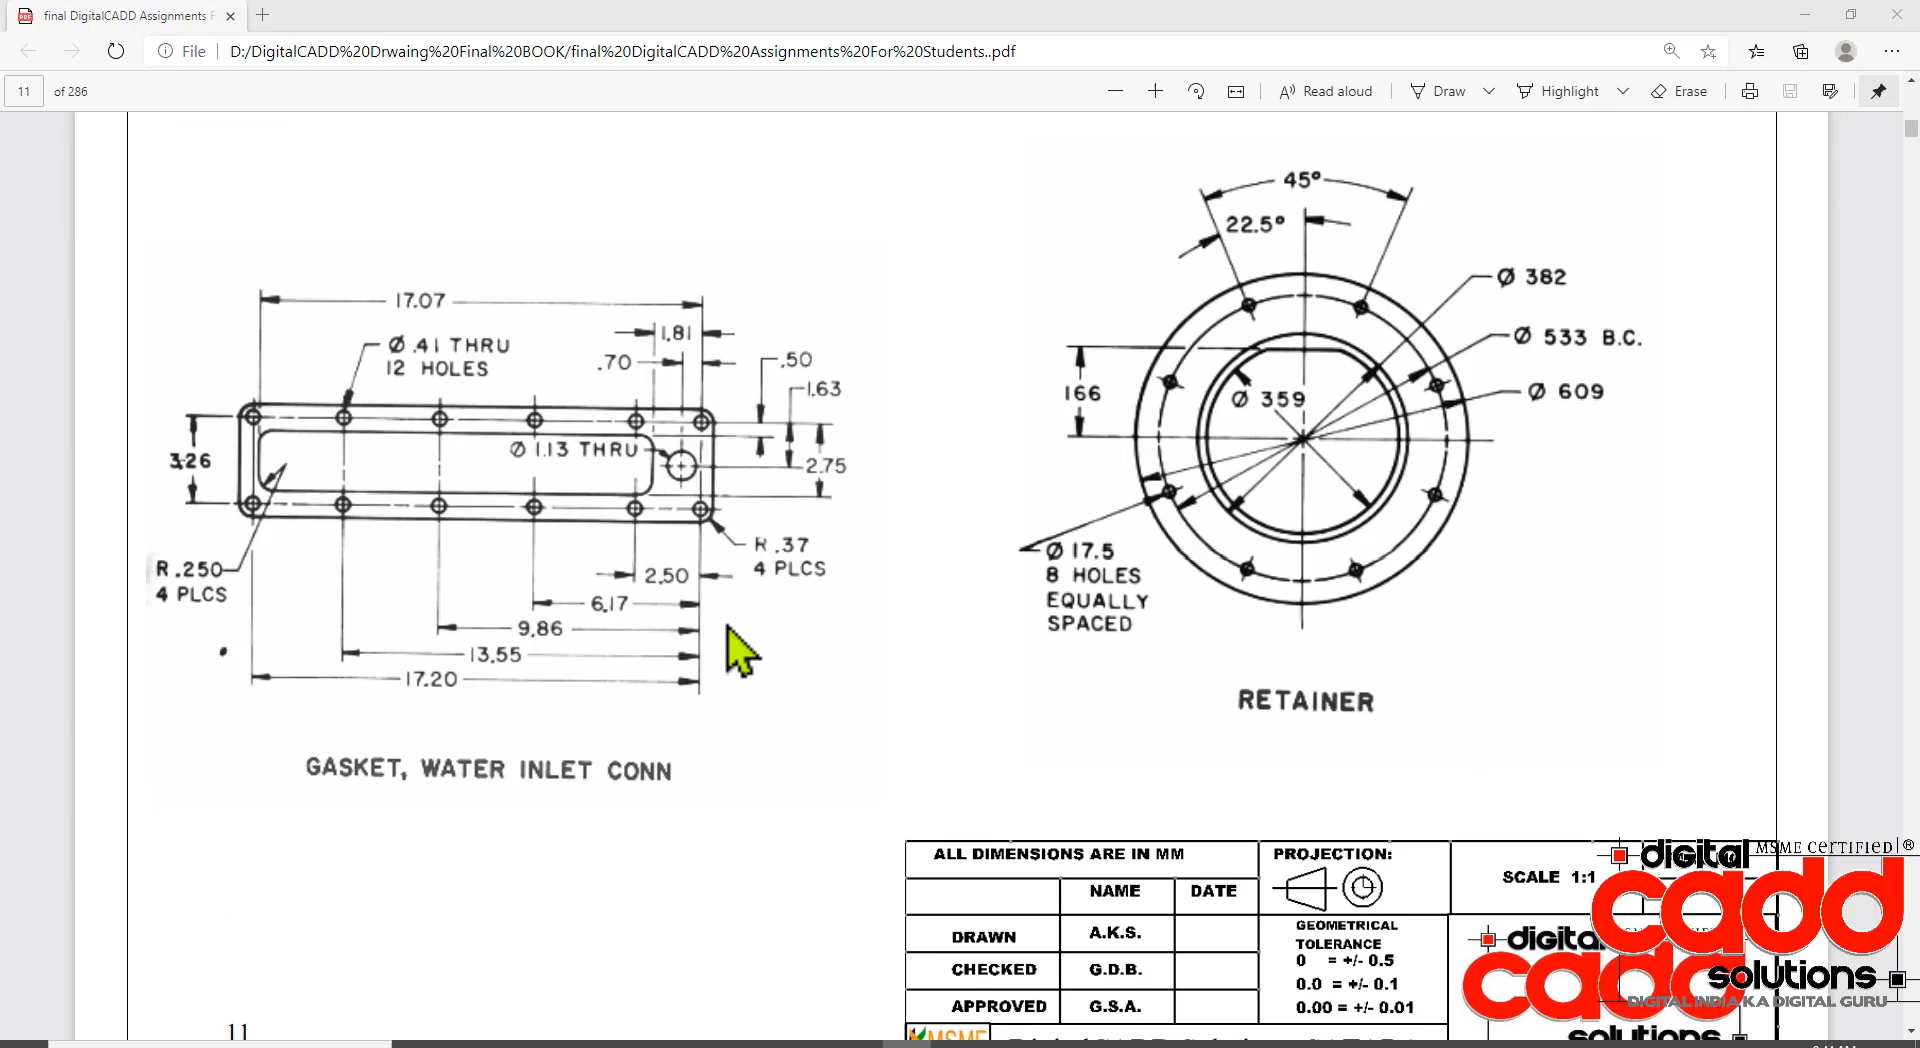 final DigitalCADD Assignments F
File
D:/DigitalCADD%20Drwaing%20Final%20BOOK/final%20DigitalCADD%20Assignments%20For%20Students..pdf
11 of 286
Read aloud
Draw
Highlight
Erase
17.07
1.81
Ø .41 THRU
12 HOLES
.70
.50
1.63
3.26
Ø 1.13 THRU
2.75
R .250
4 PLCS
R .37
4 PLCS
2.50
6.17
9.86
13.55
17.20
GASKET, WATER INLET CONN
45°
22.5°
Ø 382
Ø 533 B.C.
Ø 609
166
Ø 359
Ø 17.5
8 HOLES
EQUALLY
SPACED
RETAINER
ALL DIMENSIONS ARE IN MM
PROJECTION:
SCALE 1:1
NAME
DATE
DRAWN
A.K.S.
CHECKED
G.D.B.
APPROVED
G.S.A.
GEOMETRICAL
TOLERANCE
0 = +/- 0.5
0.0 = +/- 0.1
0.00 = +/- 0.01
digital
MSME CERTIFIED ®
cadd
solutions
DIGITAL INDIA KA DIGITAL GURU
digital
cadd
solutions
11
MSME